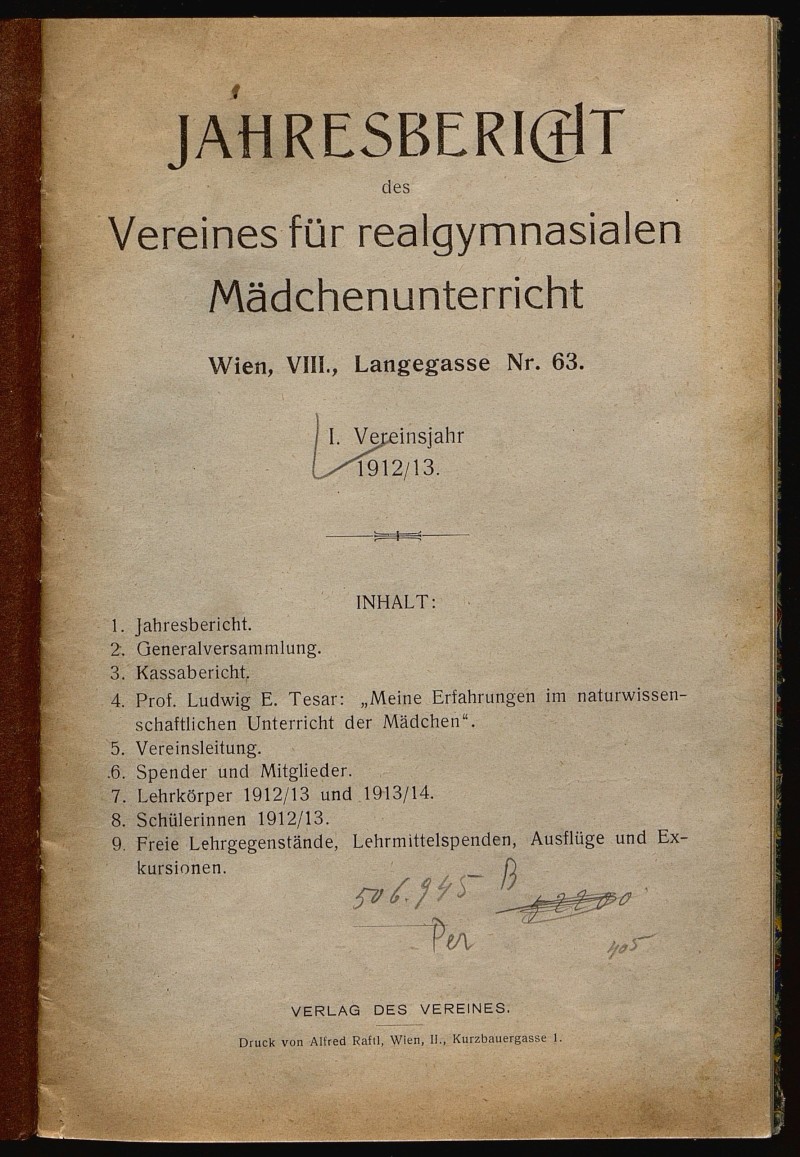 JAHRESBERICHT
des
Vereines für realgymnasialen
Mädchenunterricht
Wien, VIII., Langegasse Nr. 63.
I. Vereinsjahr
1912/13.
INHALT:
1. Jahresbericht.
2. Generalversammlung.
3. Kassabericht.
4. Prof. Ludwig E. Tesar: „Meine Erfahrungen im naturwissen-
schaftlichen Unterricht der Mädchen“.
5. Vereinsleitung.
6. Spender und Mitglieder.
7. Lehrkörper 1912/13 und 1913/14.
8. Schülerinnen 1912/13.
9. Freie Lehrgegenstände, Lehrmittelspenden, Ausflüge und Ex-
kursionen.
506.945 B
Per
405
VERLAG DES VEREINES.
Druck von Alfred Raftl, Wien, II., Kurzbauergasse 1.